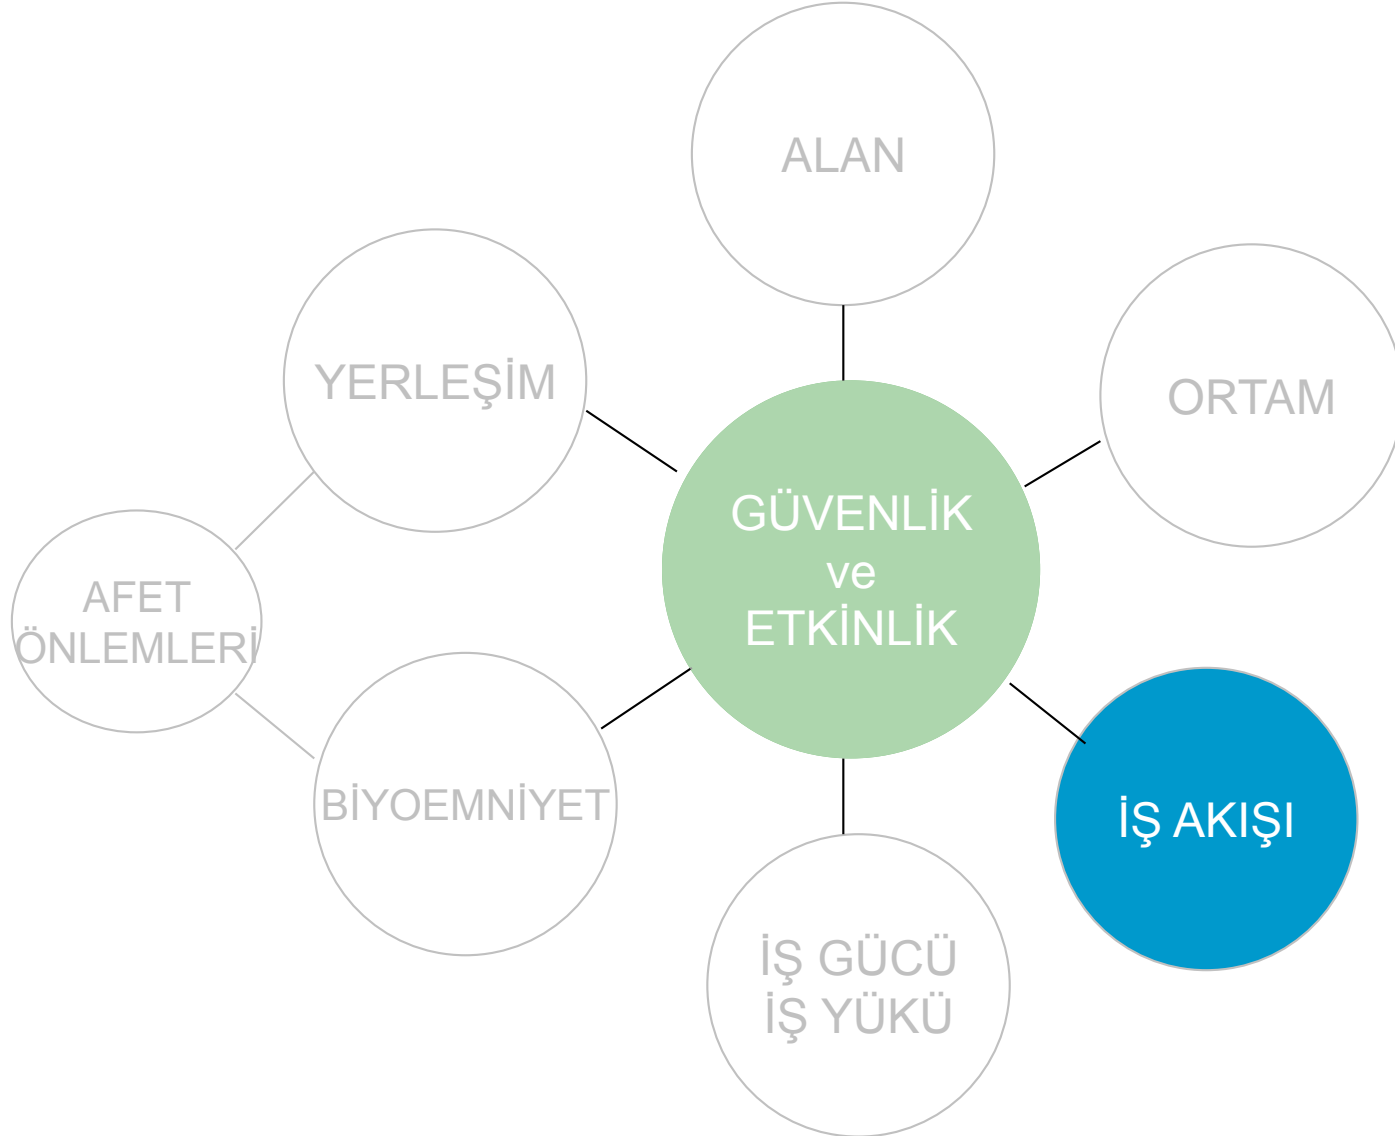 ALAN
YERLEŞİM
ORTAM
GÜVENLİK
ve
ETKİNLİK
AFET
ÖNLEMLERİ
BİYOEMNİYET
İŞ AKIŞI
İŞ GÜCÜ
İŞ YÜKÜ